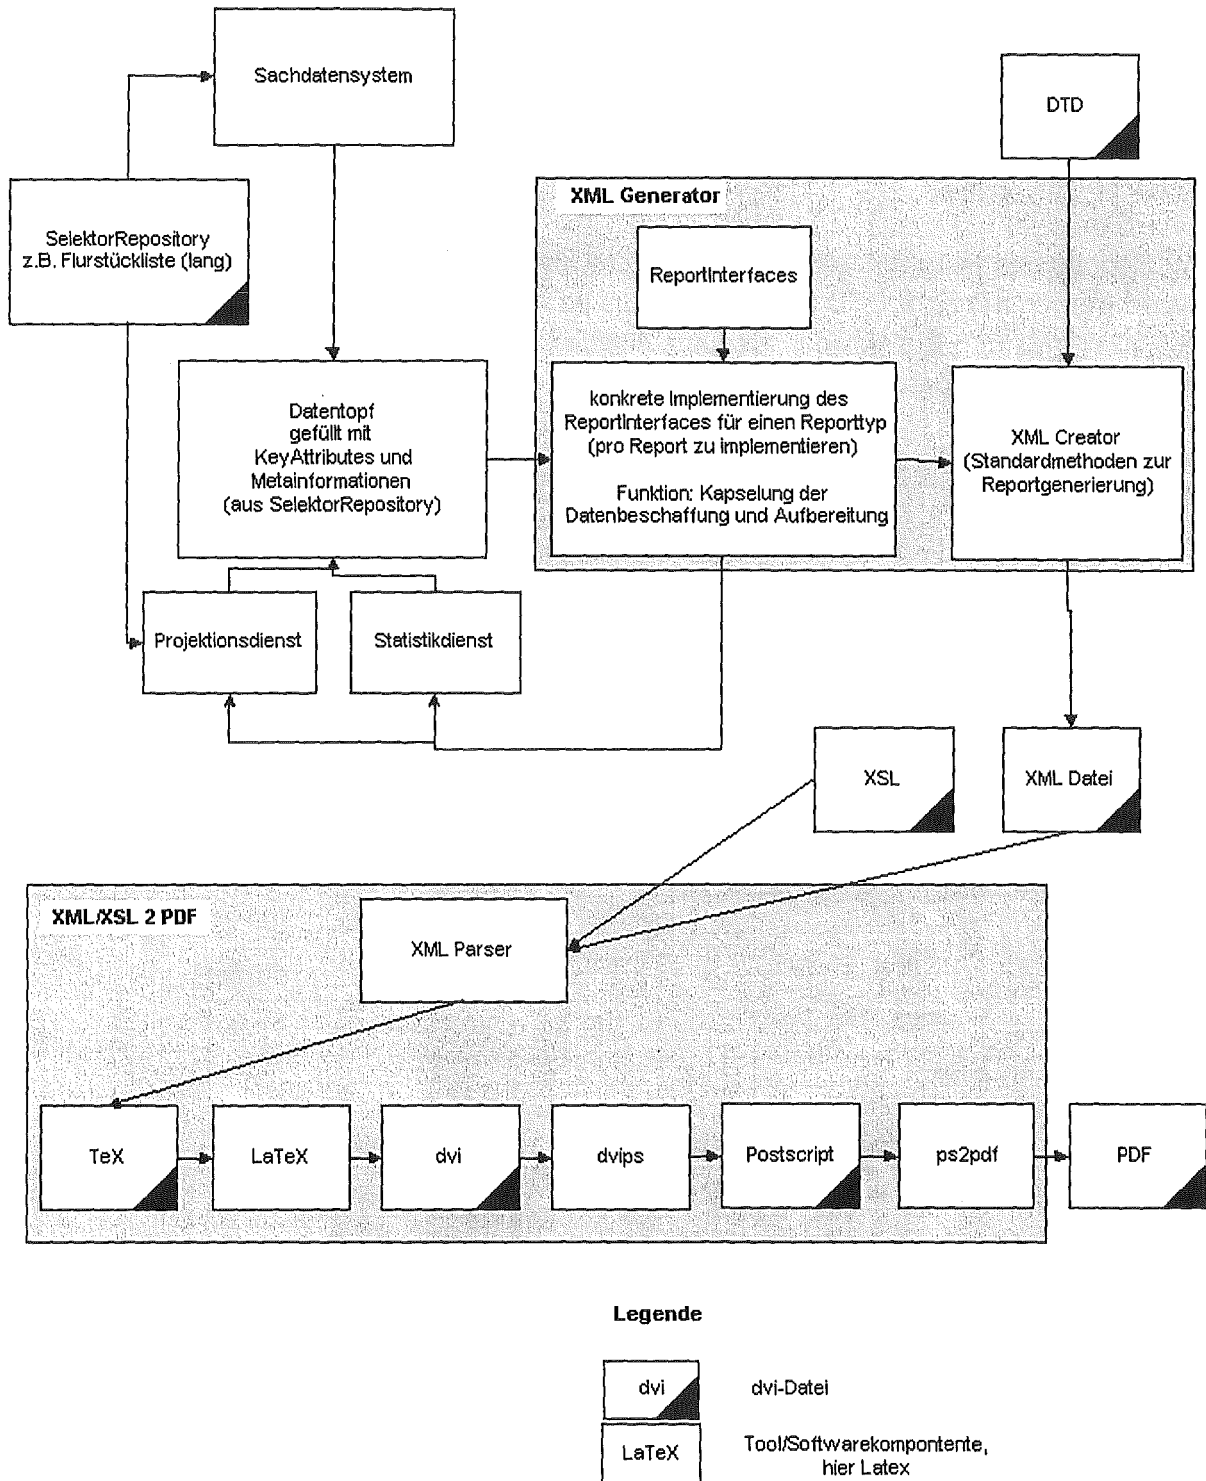 Sachdatensystem
DTD
SelektorRepository
z.B. Flurstückliste (lang)
XML Generator
ReportInterfaces
Datentopf
gefüllt mit
KeyAttributes und
Metainformationen
(aus SelektorRepository)
konkrete Implementierung des
ReportInterfaces für einen Reporttyp
(pro Report zu implementieren)
Funktion: Kapselung der
Datenbeschaffung und Aufbereitung
XML Creator
(Standardmethoden zur
Reportgenerierung)
Projektionsdienst
Statistikdienst
XSL
XML Datei
XML/XSL 2 PDF
XML Parser
TeX
LaTeX
dvi
dvips
Postscript
ps2pdf
PDF
Legende
dvi
dvi-Datei
LaTeX
Tool/Softwarekompontente,
hier Latex